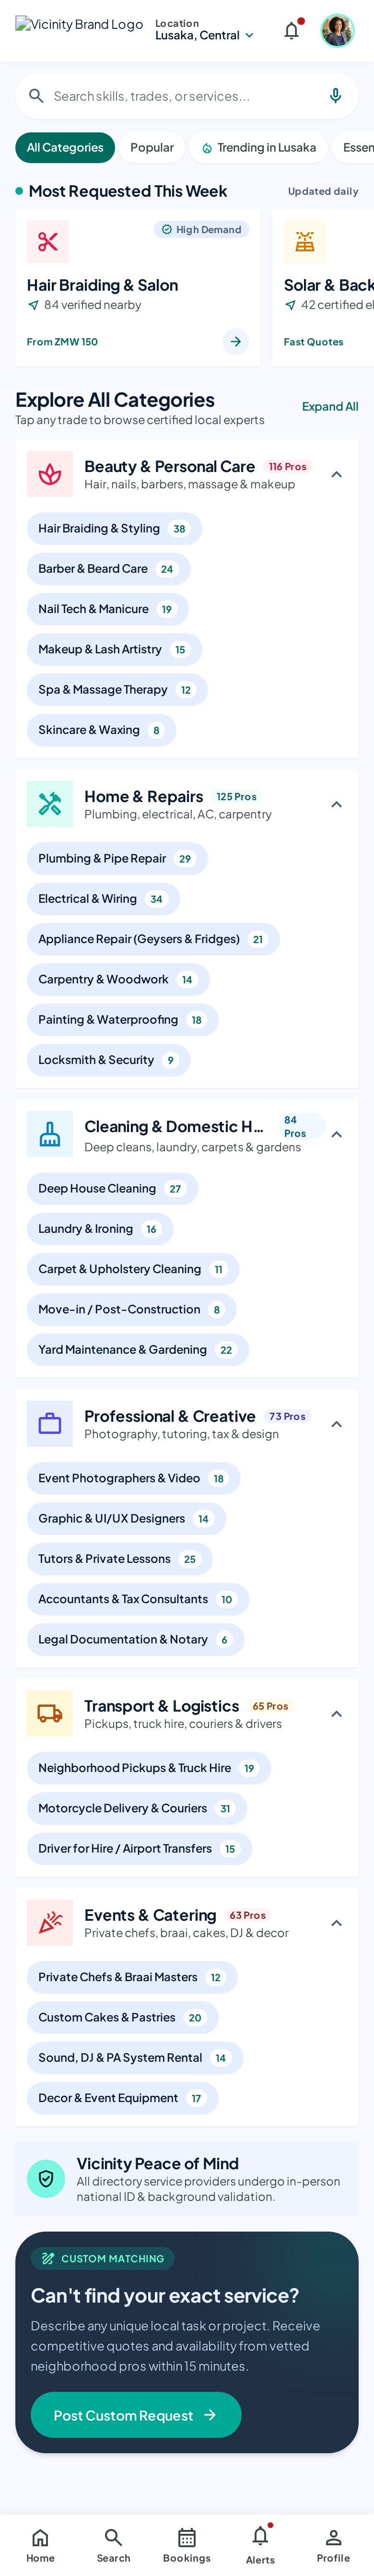 Vicinity Brand Logo
Location
Lusaka, Central
Search skills, trades, or services...
All Categories
Popular
Trending in Lusaka
Essen
Most Requested This Week
Updated daily
High Demand
Hair Braiding & Salon
84 verified nearby
From ZMW 150
Solar & Back
42 certified el
Fast Quotes
Explore All Categories
Tap any trade to browse certified local experts
Expand All
Beauty & Personal Care
116 Pros
Hair, nails, barbers, massage & makeup
Hair Braiding & Styling 38
Barber & Beard Care 24
Nail Tech & Manicure 19
Makeup & Lash Artistry 15
Spa & Massage Therapy 12
Skincare & Waxing 8
Home & Repairs
125 Pros
Plumbing, electrical, AC, carpentry
Plumbing & Pipe Repair 29
Electrical & Wiring 34
Appliance Repair (Geysers & Fridges) 21
Carpentry & Woodwork 14
Painting & Waterproofing 18
Locksmith & Security 9
Cleaning & Domestic H...
84 Pros
Deep cleans, laundry, carpets & gardens
Deep House Cleaning 27
Laundry & Ironing 16
Carpet & Upholstery Cleaning 11
Move-in / Post-Construction 8
Yard Maintenance & Gardening 22
Professional & Creative
73 Pros
Photography, tutoring, tax & design
Event Photographers & Video 18
Graphic & UI/UX Designers 14
Tutors & Private Lessons 25
Accountants & Tax Consultants 10
Legal Documentation & Notary 6
Transport & Logistics
65 Pros
Pickups, truck hire, couriers & drivers
Neighborhood Pickups & Truck Hire 19
Motorcycle Delivery & Couriers 31
Driver for Hire / Airport Transfers 15
Events & Catering
63 Pros
Private chefs, braai, cakes, DJ & decor
Private Chefs & Braai Masters 12
Custom Cakes & Pastries 20
Sound, DJ & PA System Rental 14
Decor & Event Equipment 17
Vicinity Peace of Mind
All directory service providers undergo in-person
national ID & background validation.
CUSTOM MATCHING
Can't find your exact service?
Describe any unique local task or project. Receive
competitive quotes and availability from vetted
neighborhood pros within 15 minutes.
Post Custom Request
Home
Search
Bookings
Alerts
Profile